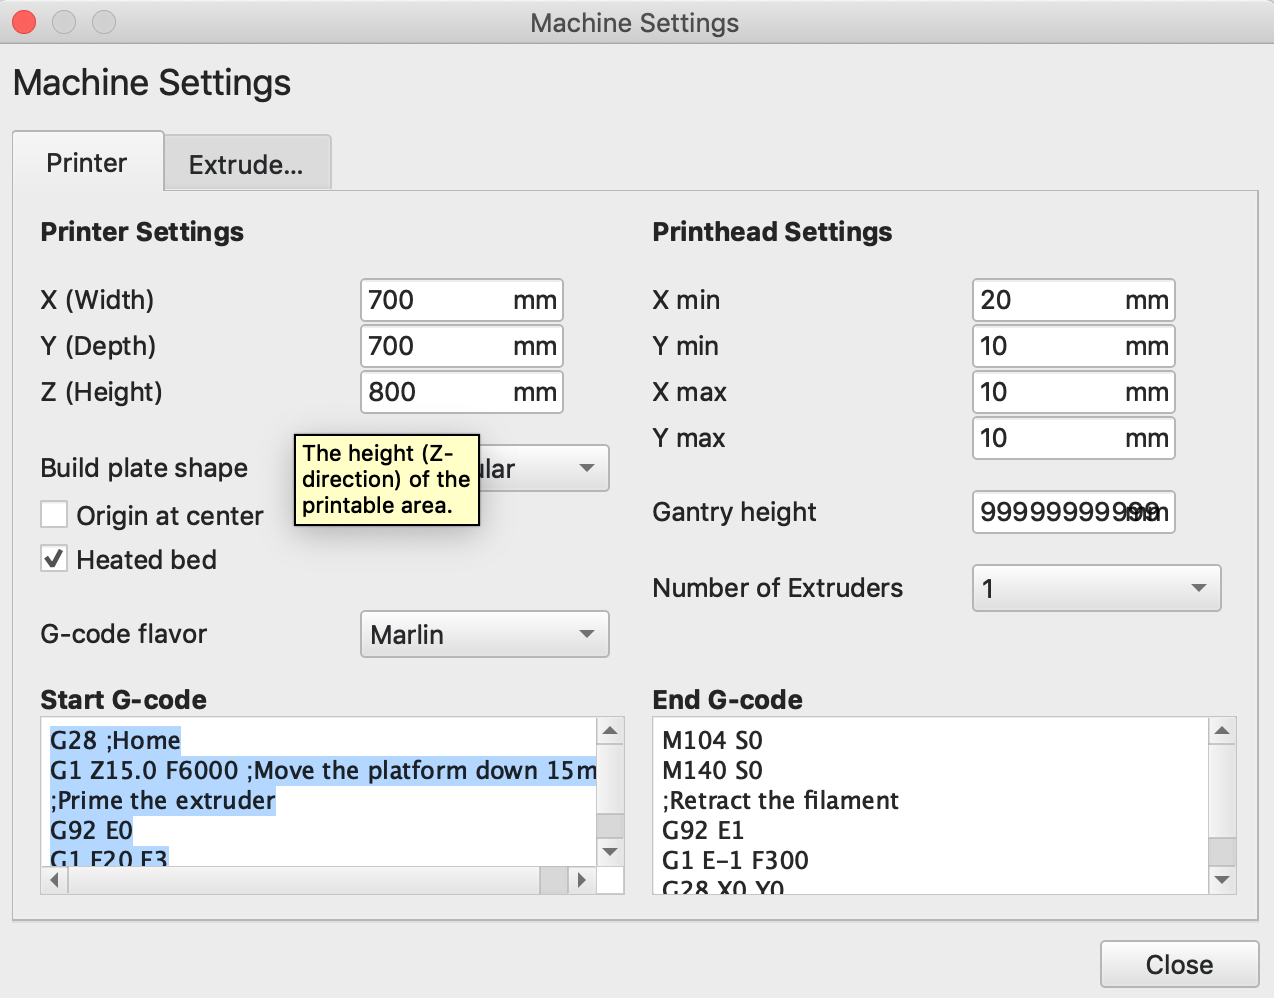 Machine Settings
Machine Settings
Printer
Extrude...
Printer Settings
X (Width) 700 mm
Y (Depth) 700 mm
Z (Height) 800 mm
Build plate shape
The height (Z-
direction) of the
printable area.
Origin at center
Heated bed
G-code flavor Marlin
Printhead Settings
X min 20 mm
Y min 10 mm
X max 10 mm
Y max 10 mm
Gantry height 99999999999 mm
Number of Extruders 1
Start G-code
G28 ;Home
G1 Z15.0 F6000 ;Move the platform down 15m
;Prime the extruder
G92 E0
G1 F20 E3
End G-code
M104 S0
M140 S0
;Retract the filament
G92 E1
G1 E-1 F300
G28 X0 Y0
Close